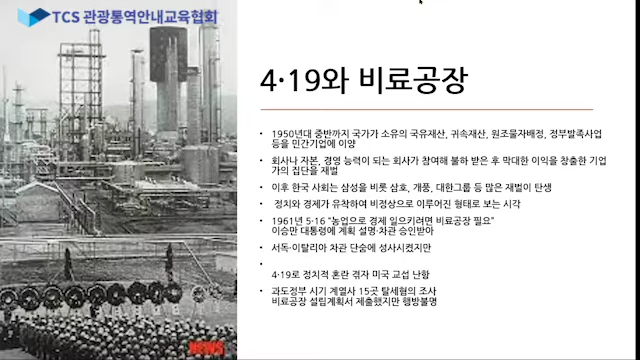 TCS 관광통역안내교육협회
4·19와 비료공장
• 1950년대 중반까지 국가가 소유의 국유재산, 귀속재산, 원조물자배정, 정부발족사업
등을 민간기업에 이양
• 회사나 자본, 경영 능력이 되는 회사가 참여해 불하 받은 후 막대한 이익을 창출한 기업
가의 집단을 재벌
• 이후 한국 사회는 삼성을 비롯 삼호, 개풍, 대한그룹 등 많은 재벌이 탄생
• 정치와 경제가 유착하여 비정상으로 이루어진 형태로 보는 시각
• 1961년 5·16 “농업으로 경제 일으키려면 비료공장 필요”
이승만 대통령에 계획 설명·차관 승인받아
• 서독·이탈리아 차관 단숨에 성사시켰지만
•
4·19로 정치적 혼란 겪자 미국 교섭 난항
• 과도정부 시기 계열사 15곳 탈세혐의 조사
비료공장 설립계획서 제출했지만 행방불명
NEWS